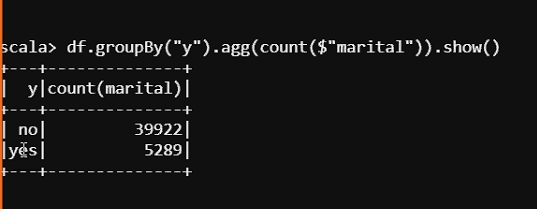 scala> df.groupBy("y").agg(count($"marital")).show()
+---+--------------+
|  y|count(marital)|
+---+--------------+
| no|         39922|
|yes|          5289|
+---+--------------+